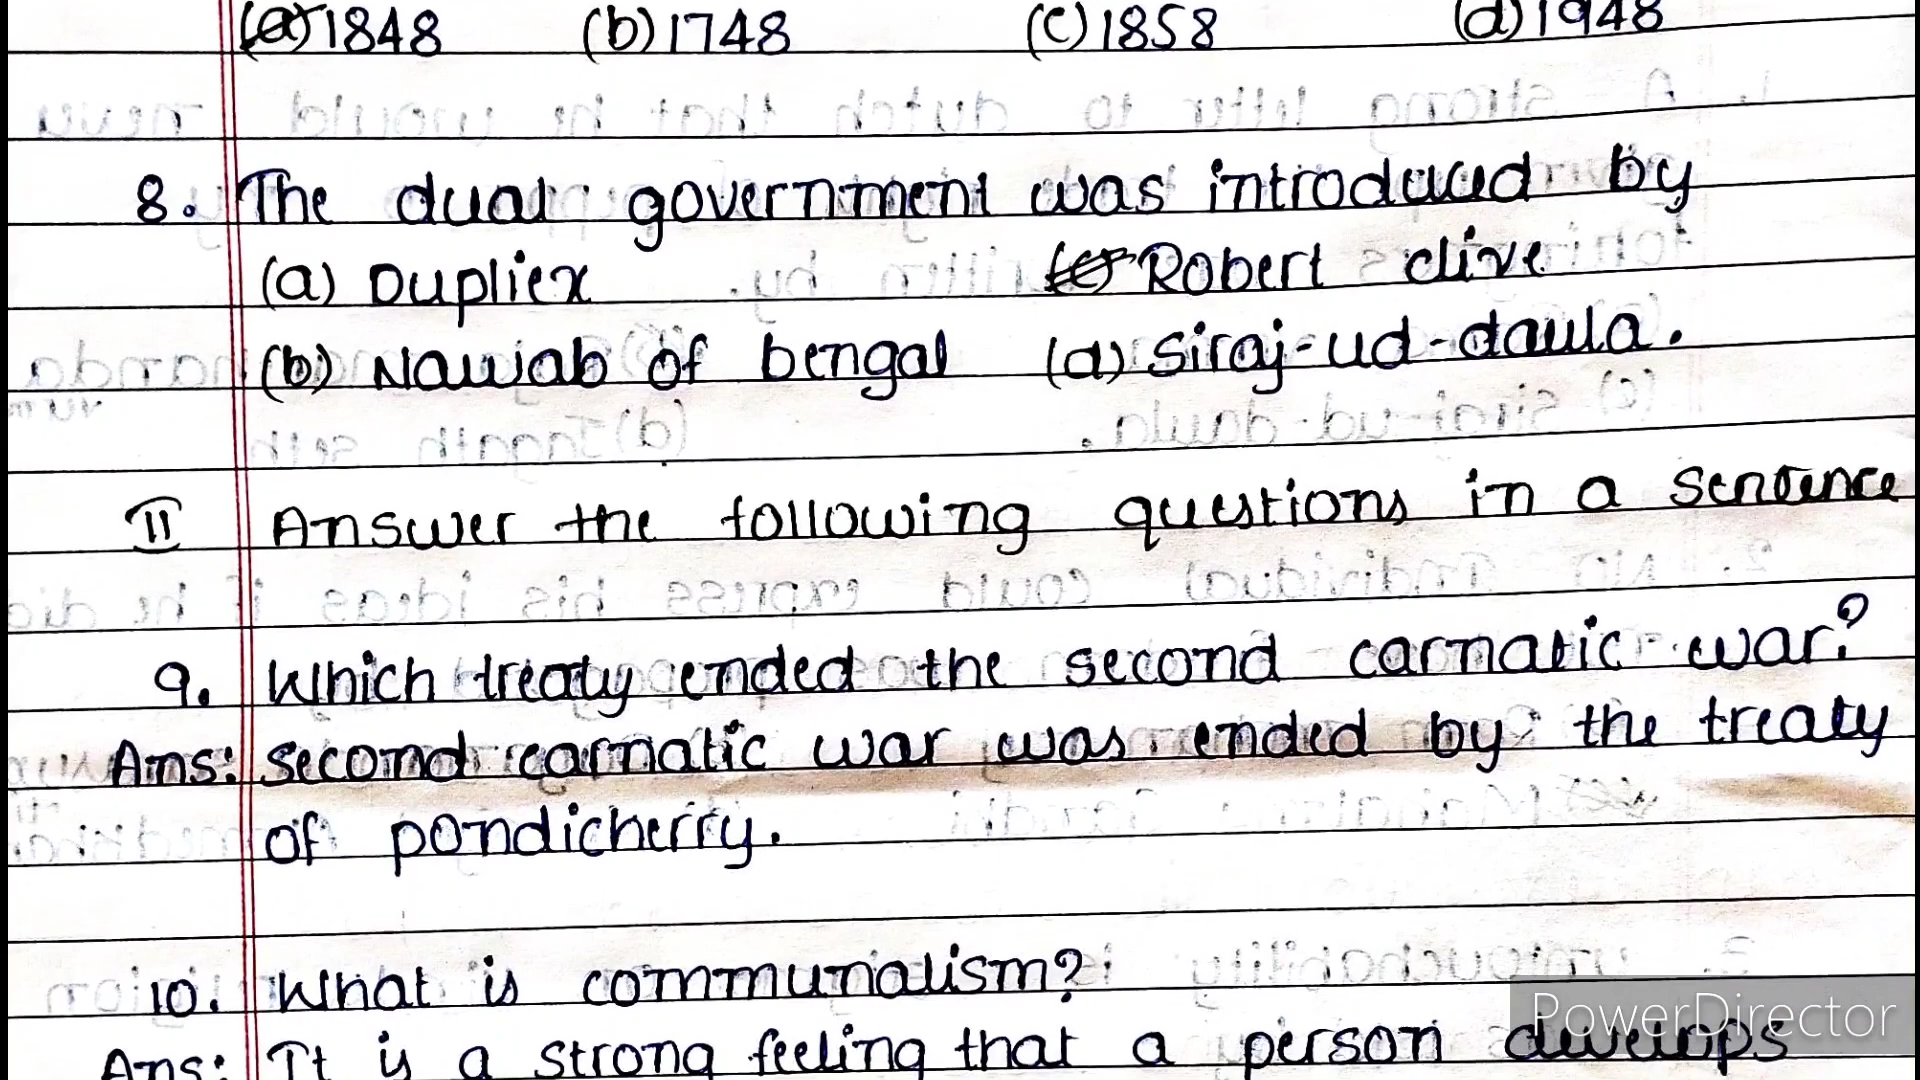 (a) 1848 (b) 1748 (c) 1858 (d) 1948
8. The dual government was introduced by
(a) Dupliex (c) Robert clive
(b) Nawab of bengal (d) Siraj-ud-daula.
II Answer the following questions in a sentence
9. Which treaty ended the second carnatic war?
Ans: second carnatic war was ended by the treaty
of pondicherry.
10. What is communalism?
Ans: It is a strong feeling that a person develops
PowerDirector